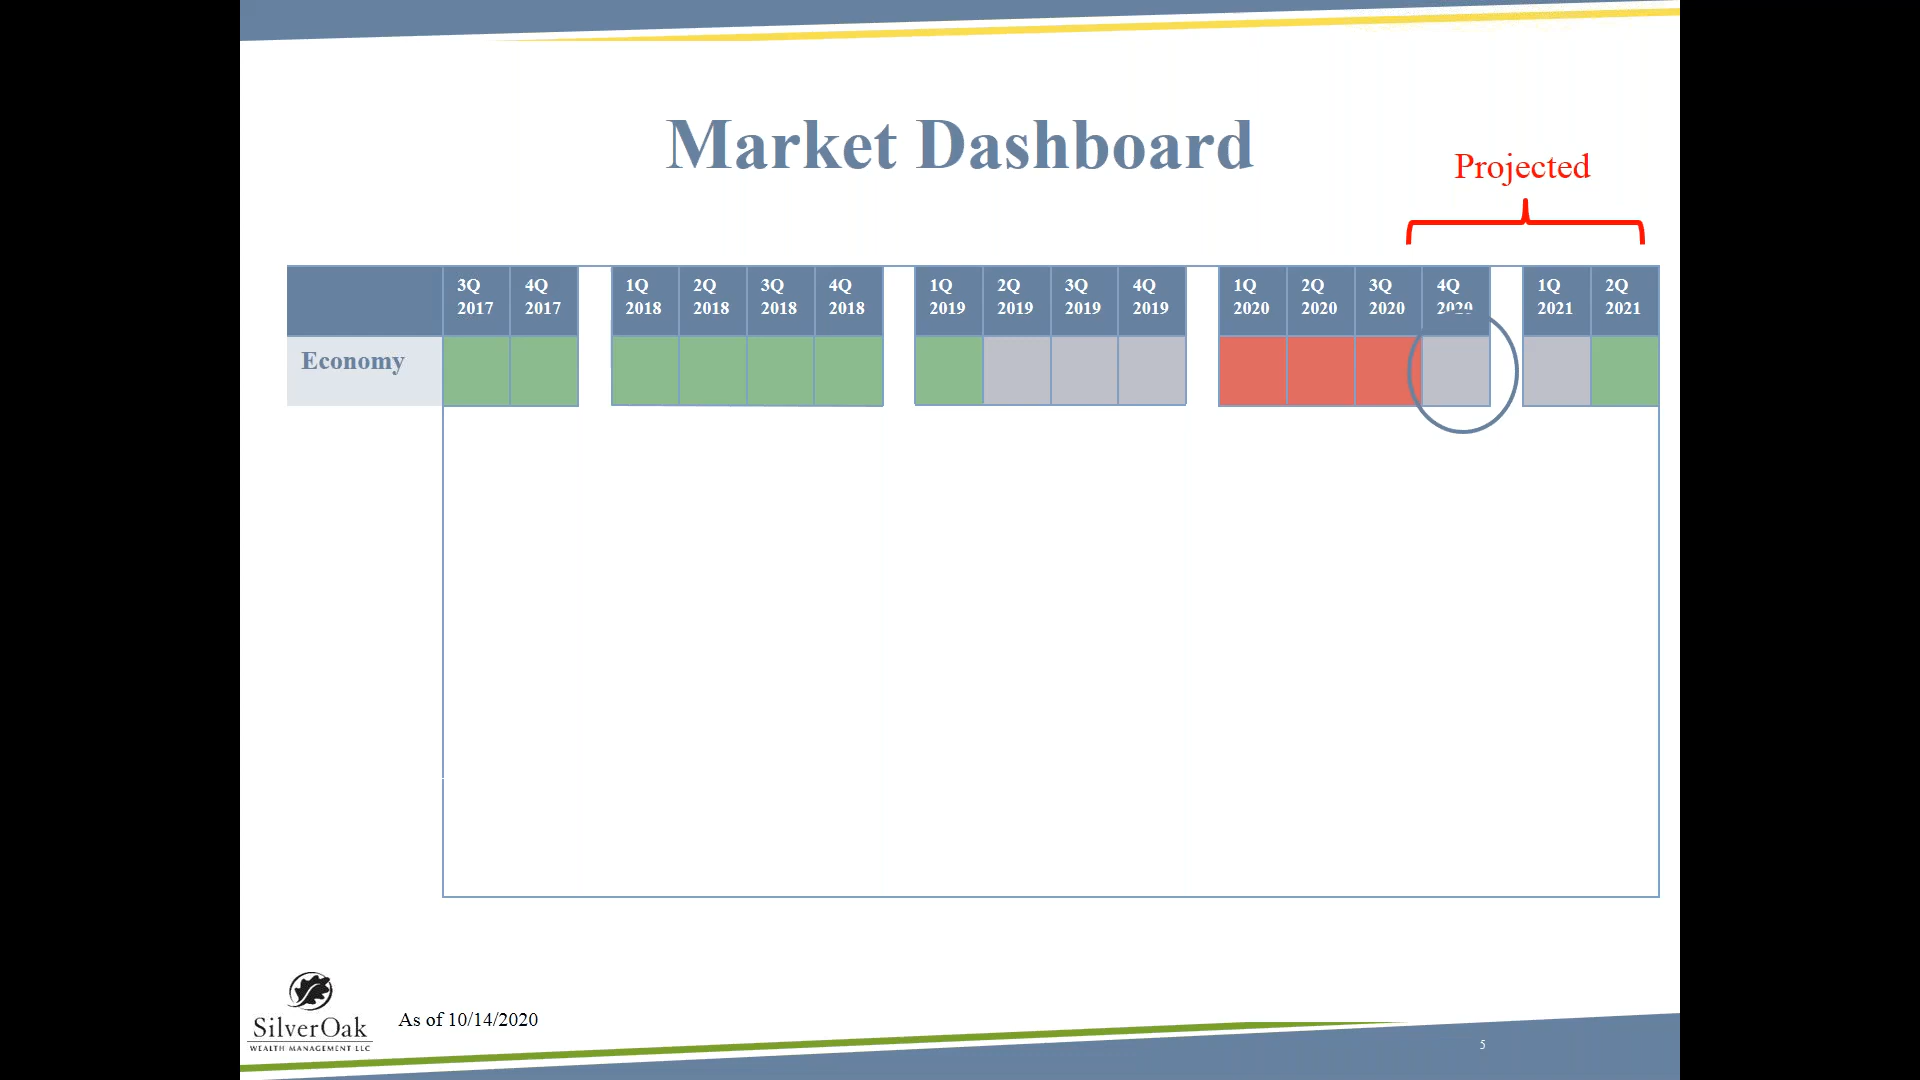 Market Dashboard
Projected
3Q 4Q 1Q 2Q 3Q 4Q 1Q 2Q 3Q 4Q 1Q 2Q 3Q 4Q 1Q 2Q
2017 2017 2018 2018 2018 2018 2019 2019 2019 2019 2020 2020 2020 2020 2021 2021
Economy
SilverOak
WEALTH MANAGEMENT LLC
As of 10/14/2020
5